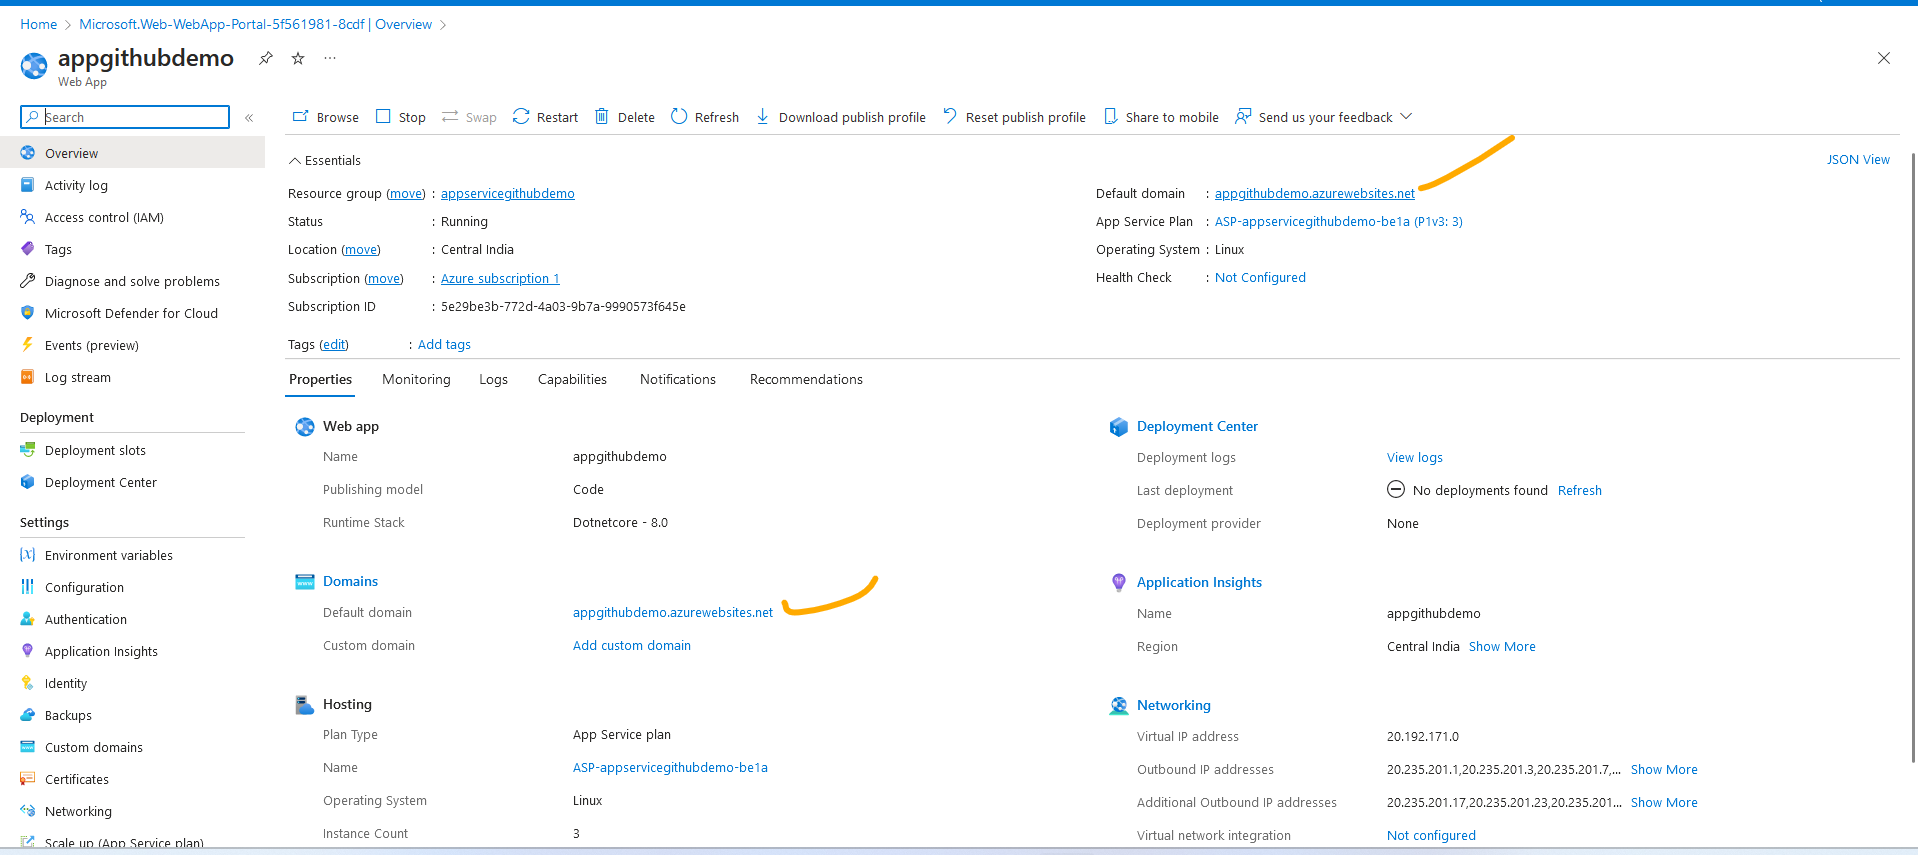 Home > Microsoft.Web-WebApp-Portal-5f561981-8cdf | Overview >
appgithubdemo
Web App
Search
Overview
Activity log
Access control (IAM)
Tags
Diagnose and solve problems
Microsoft Defender for Cloud
Events (preview)
Log stream
Deployment
Deployment slots
Deployment Center
Settings
Environment variables
Configuration
Authentication
Application Insights
Identity
Backups
Custom domains
Certificates
Networking
Scale up (App Service plan)
Browse Stop Swap Restart Delete Refresh Download publish profile Reset publish profile Share to mobile Send us your feedback
Essentials
JSON View
Resource group (move) : appservicegithubdemo
Status : Running
Location (move) : Central India
Subscription (move) : Azure subscription 1
Subscription ID : 5e29be3b-772d-4a03-9b7a-9990573f645e
Default domain : appgithubdemo.azurewebsites.net
App Service Plan : ASP-appservicegithubdemo-be1a (P1v3: 3)
Operating System : Linux
Health Check : Not Configured
Tags (edit) : Add tags
Properties Monitoring Logs Capabilities Notifications Recommendations
Web app
Name appgithubdemo
Publishing model Code
Runtime Stack Dotnetcore - 8.0
Domains
Default domain appgithubdemo.azurewebsites.net
Custom domain Add custom domain
Hosting
Plan Type App Service plan
Name ASP-appservicegithubdemo-be1a
Operating System Linux
Instance Count 3
Deployment Center
Deployment logs View logs
Last deployment No deployments found Refresh
Deployment provider None
Application Insights
Name appgithubdemo
Region Central India Show More
Networking
Virtual IP address 20.192.171.0
Outbound IP addresses 20.235.201.1,20.235.201.3,20.235.201.7,... Show More
Additional Outbound IP addresses 20.235.201.17,20.235.201.23,20.235.201... Show More
Virtual network integration Not configured